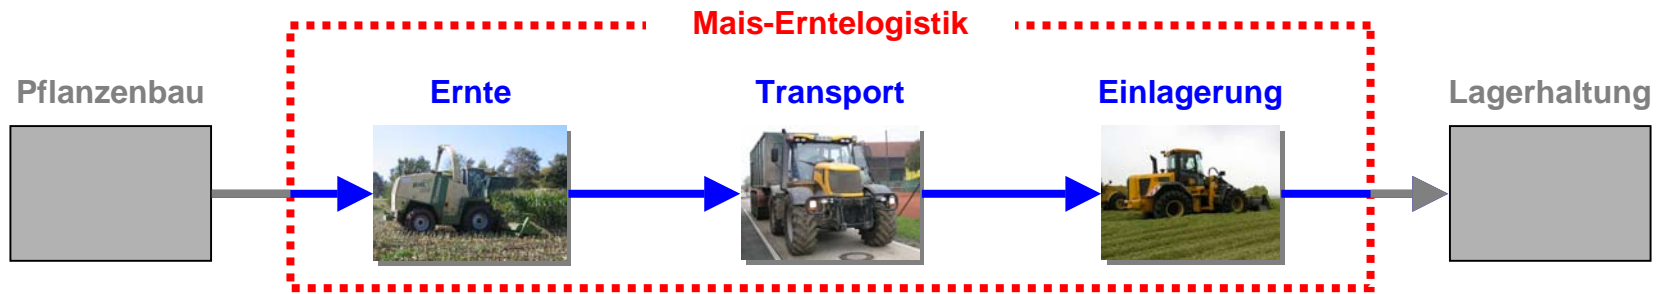 Mais-Erntelogistik
Pflanzenbau
Ernte
Transport
Einlagerung
Lagerhaltung